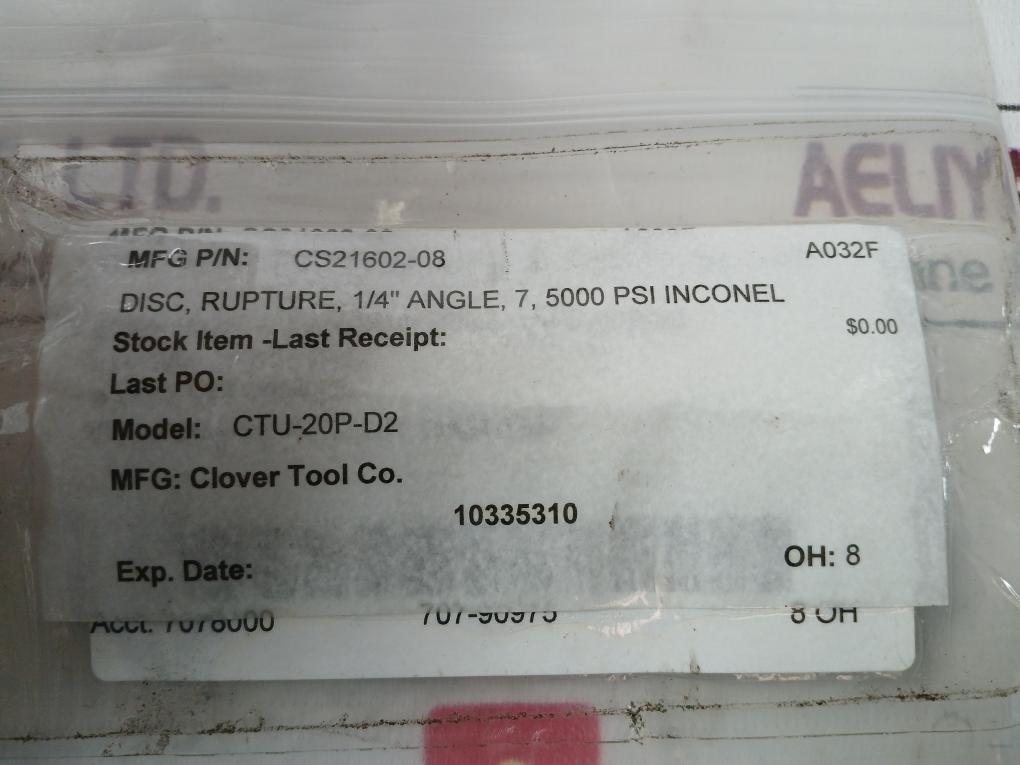 LTD. AELIY
MFG P/N: CS21602-08 A032F
DISC, RUPTURE, 1/4" ANGLE, 7, 5000 PSI INCONEL
Stock Item -Last Receipt: $0.00
Last PO:
Model: CTU-20P-D2
MFG: Clover Tool Co.
10335310
Exp. Date: OH: 8
Acct. 7078000 707-90975 8 OH